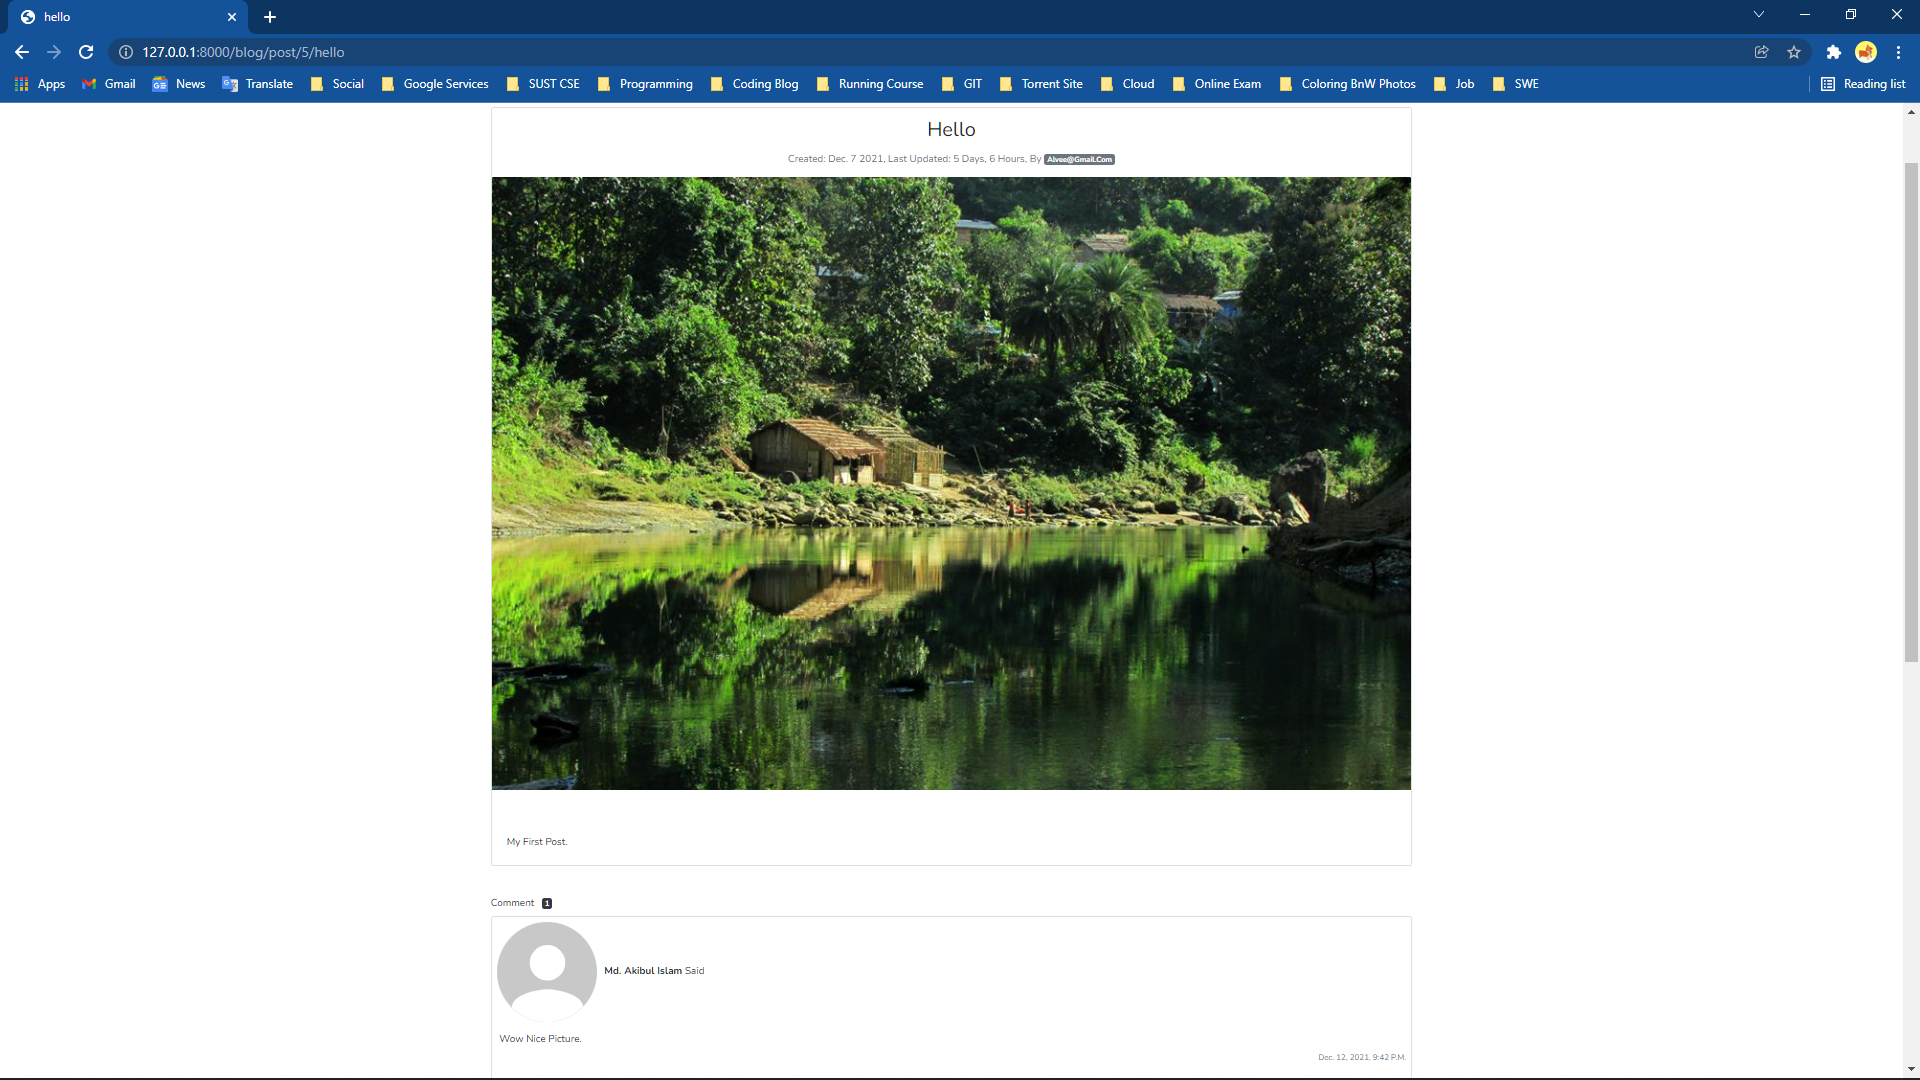 hello
127.0.0.1:8000/blog/post/5/hello
Apps Gmail News Translate Social Google Services SUST CSE Programming Coding Blog Running Course GIT Torrent Site Cloud Online Exam Coloring BnW Photos Job SWE Reading list
Hello
Created: Dec. 7 2021, Last Updated: 5 Days, 6 Hours, By Alvee@Gmail.Com
My First Post.
Comment 1
Md. Akibul Islam Said
Wow Nice Picture.
Dec. 12, 2021, 9:42 P.M.